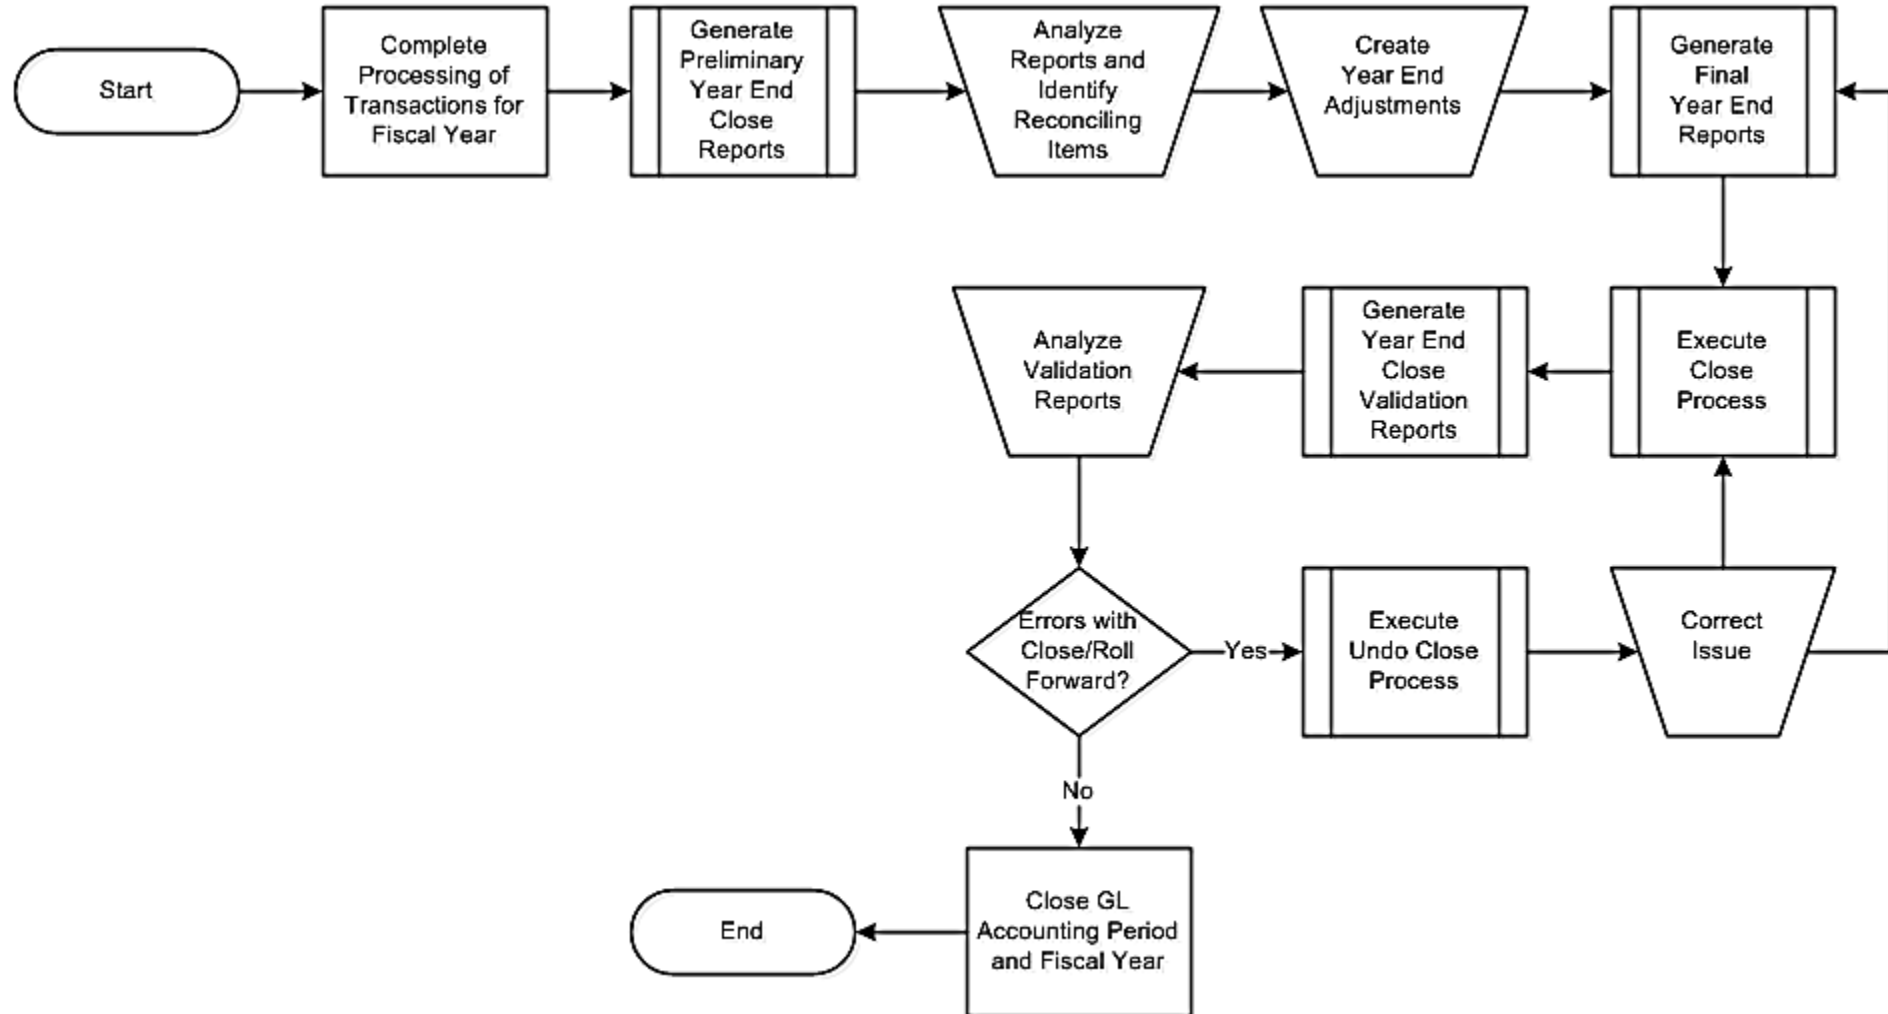 Start
Complete
Processing of
Transactions for
Fiscal Year
Generate
Preliminary
Year End
Close
Reports
Analyze
Reports and
Identify
Reconciling
Items
Create
Year End
Adjustments
Generate
Final
Year End
Reports
Execute
Close
Process
Generate
Year End
Close
Validation
Reports
Analyze
Validation
Reports
Errors with
Close/Roll
Forward?
Yes
Execute
Undo Close
Process
Correct
Issue
No
Close GL
Accounting Period
and Fiscal Year
End